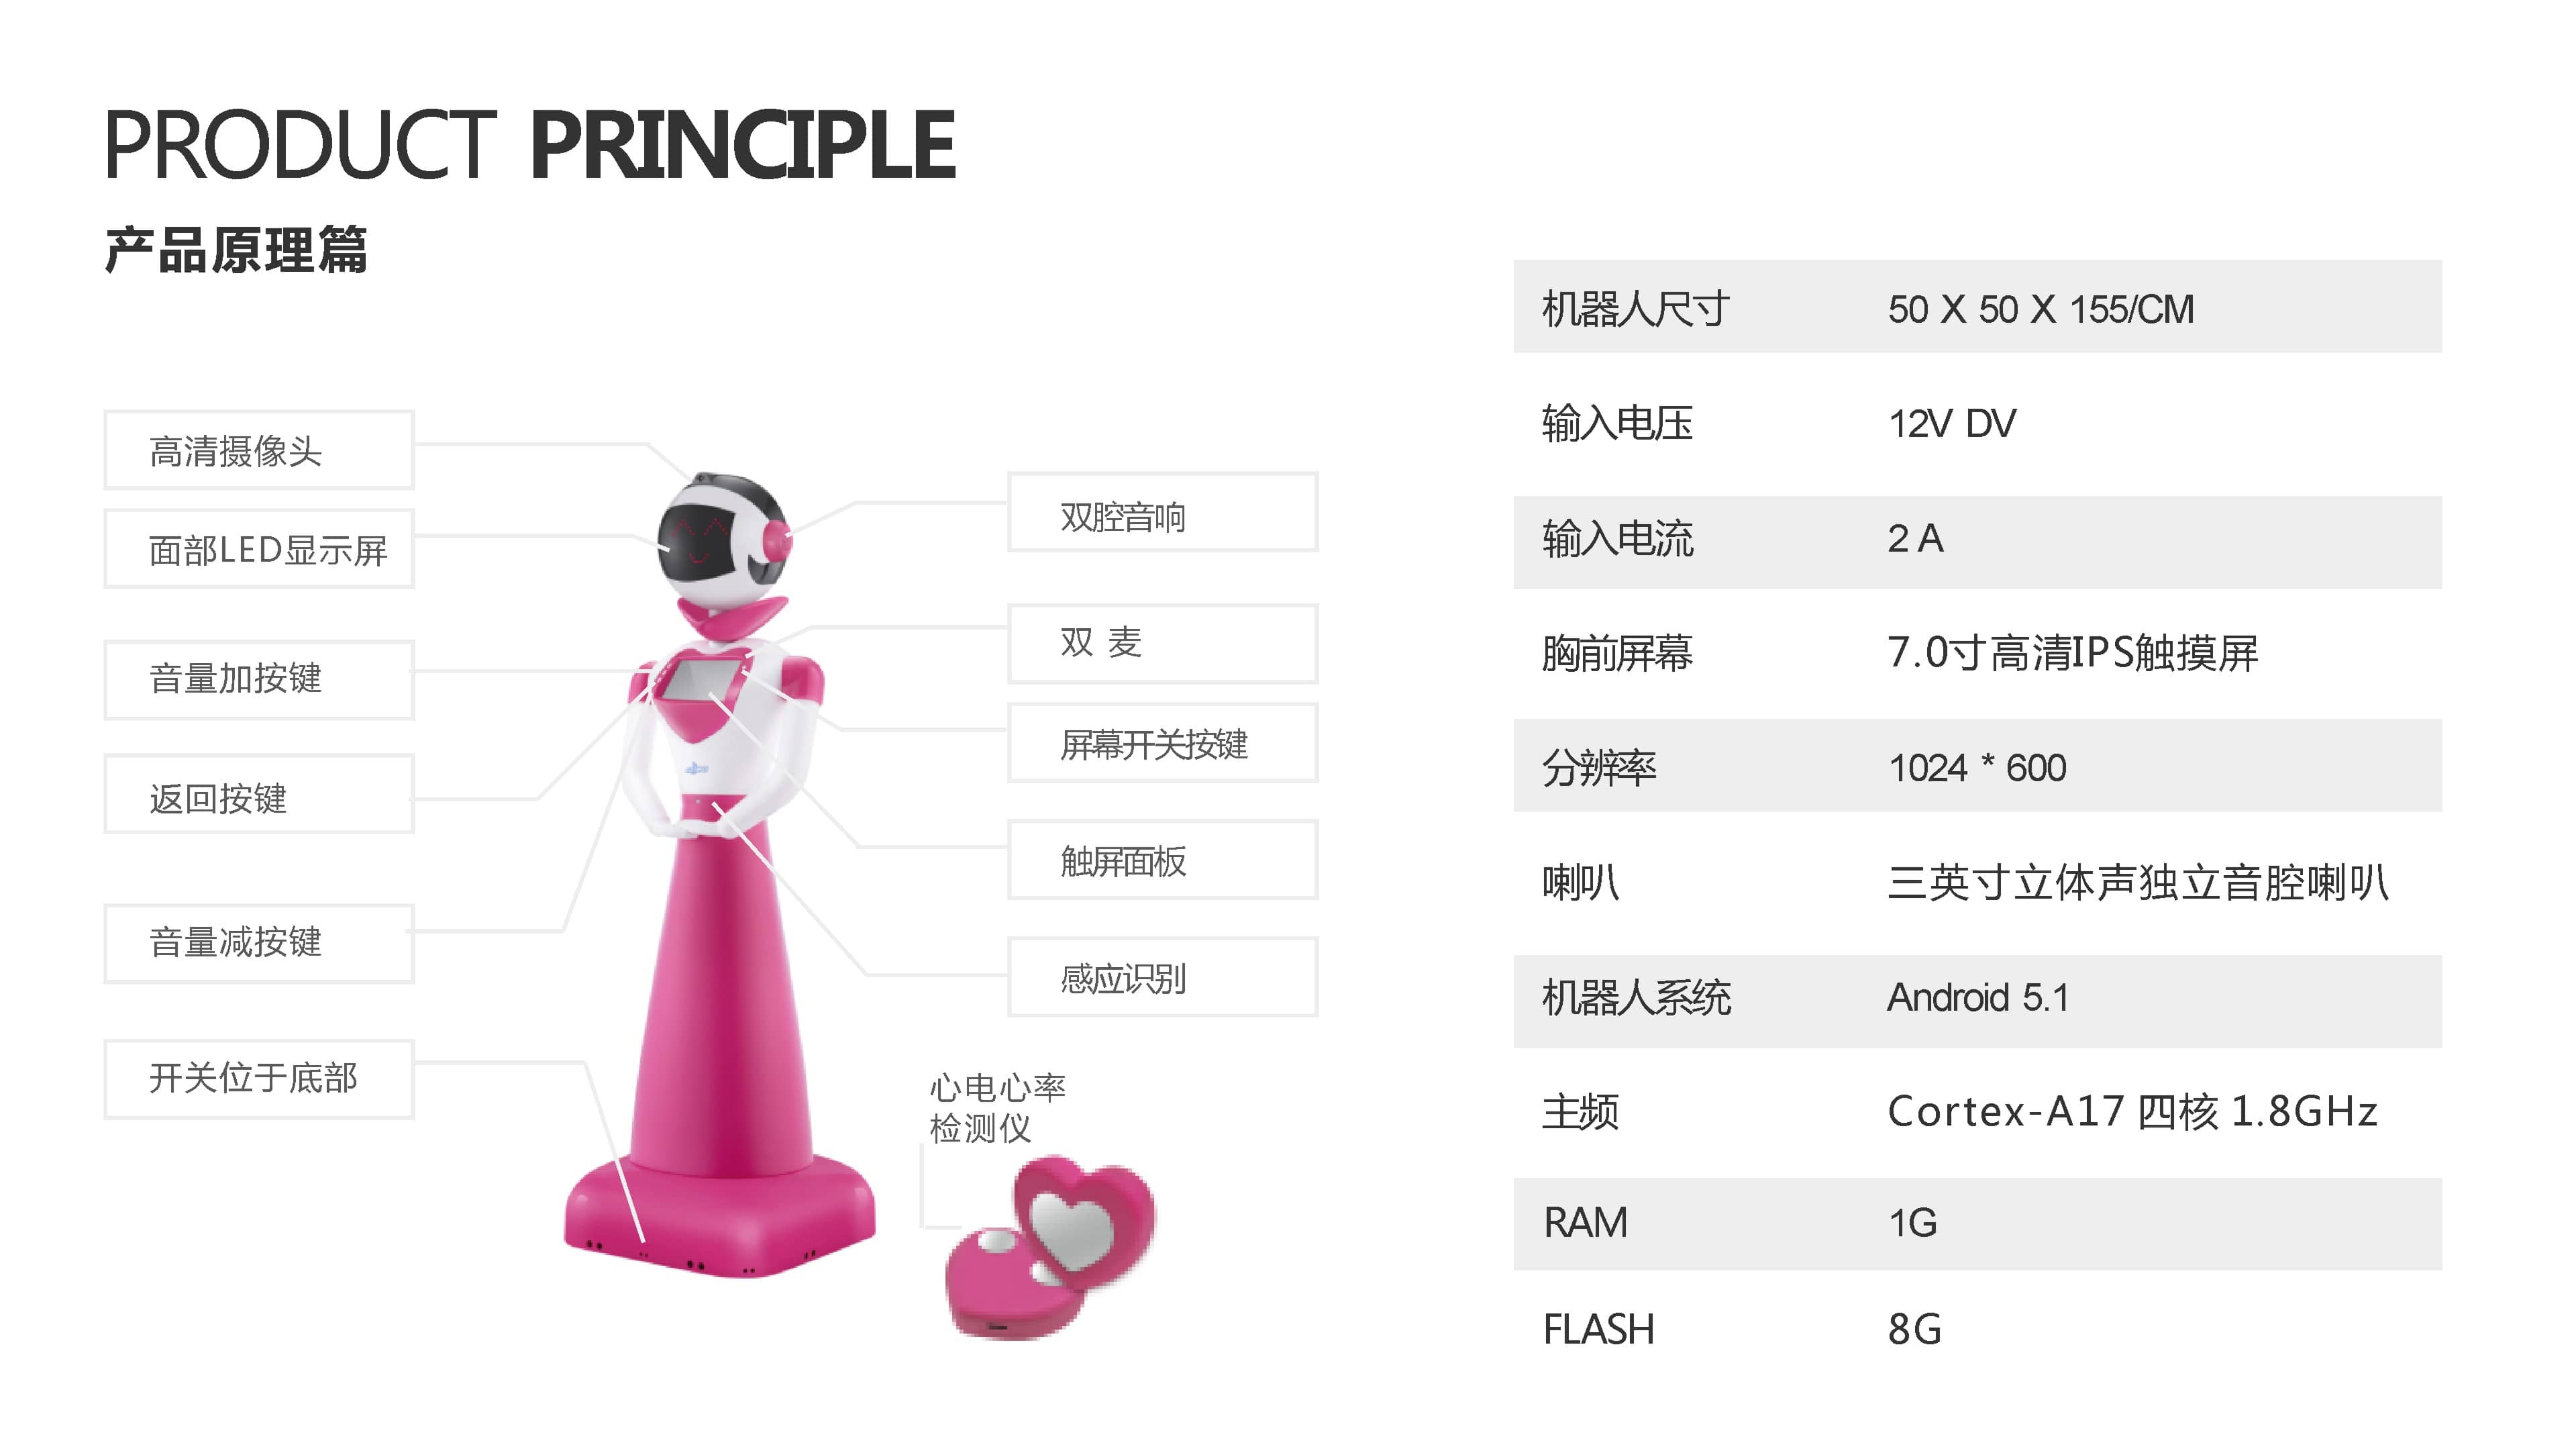 PRODUCT PRINCIPLE
产品原理篇
高清摄像头
面部LED显示屏
音量加按键
返回按键
音量减按键
开关位于底部
双腔音响
双 麦
屏幕开关按键
触屏面板
感应识别
心电心率
检测仪
机器人尺寸 50 X 50 X 155/CM
输入电压 12V DV
输入电流 2 A
胸前屏幕 7.0寸高清IPS触摸屏
分辨率 1024 * 600
喇叭 三英寸立体声独立音腔喇叭
机器人系统 Android 5.1
主频 Cortex-A17 四核 1.8GHz
RAM 1G
FLASH 8G